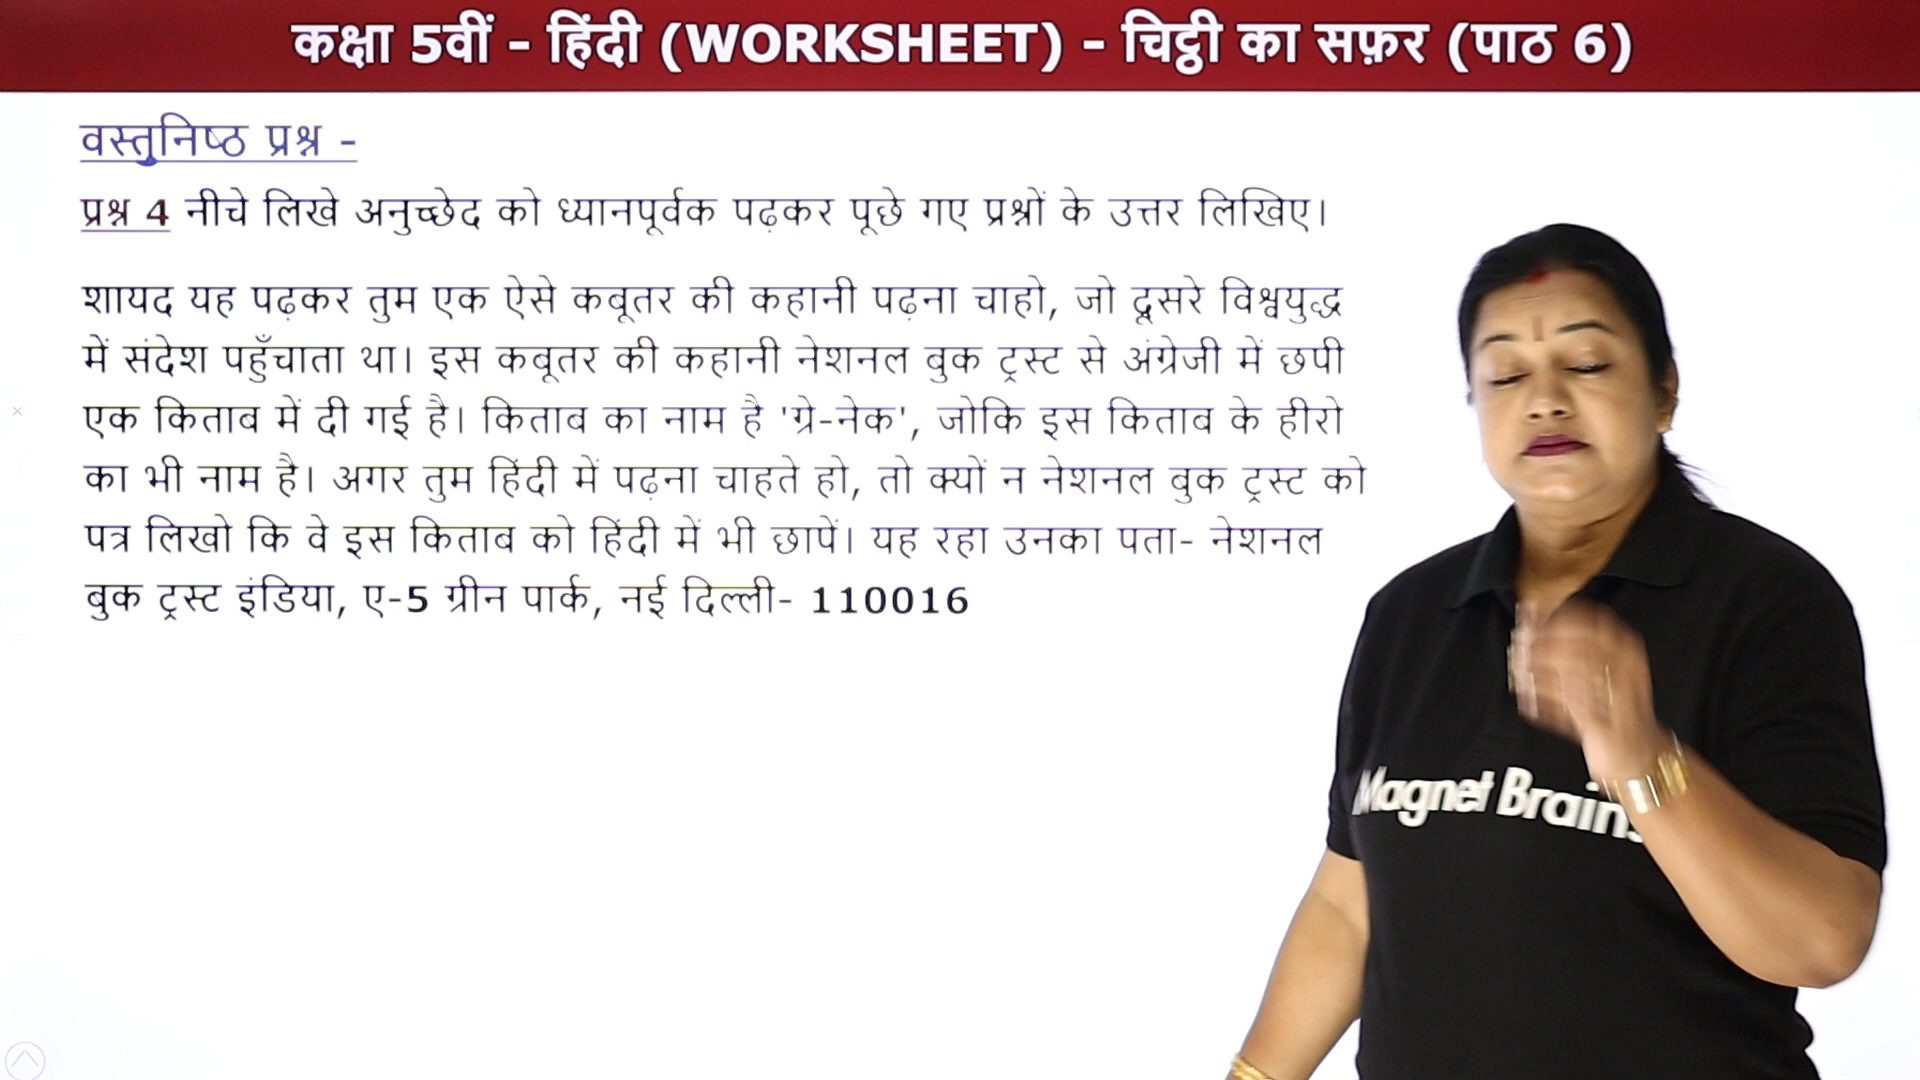 कक्षा 5वीं – हिंदी (WORKSHEET) – चिट्ठी का सफ़र (पाठ 6)
वस्तुनिष्ठ प्रश्न -
प्रश्न 4 नीचे लिखे अनुच्छेद को ध्यानपूर्वक पढ़कर पूछे गए प्रश्नों के उत्तर लिखिए।
शायद यह पढ़कर तुम एक ऐसे कबूतर की कहानी पढ़ना चाहो, जो दूसरे विश्वयुद्ध
में संदेश पहुँचाता था। इस कबूतर की कहानी नेशनल बुक ट्रस्ट से अंग्रेजी में छपी
एक किताब में दी गई है। किताब का नाम है 'ग्रे-नेक', जोकि इस किताब के हीरो
का भी नाम है। अगर तुम हिंदी में पढ़ना चाहते हो, तो क्यों न नेशनल बुक ट्रस्ट को
पत्र लिखो कि वे इस किताब को हिंदी में भी छापें। यह रहा उनका पता- नेशनल
बुक ट्रस्ट इंडिया, ए-5 ग्रीन पार्क, नई दिल्ली- 110016
Magnet Brains